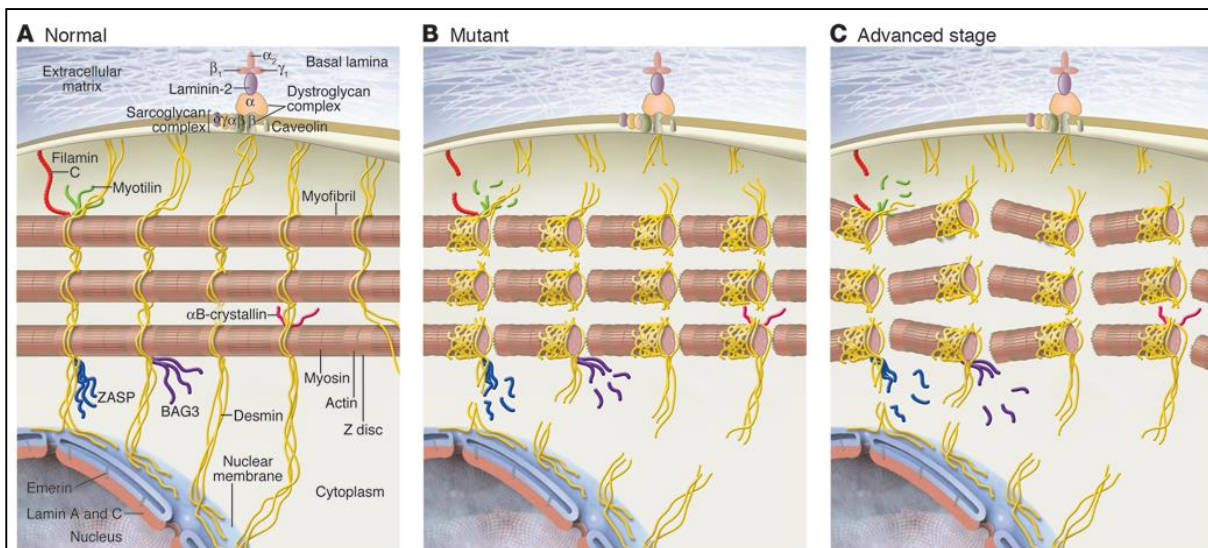 A Normal
B Mutant
C Advanced stage
Extracellular
matrix
α2
β1
γ1
Basal lamina
Laminin-2
α
Dystroglycan
complex
Sarcoglycan
complex
δγαβ β
Caveolin
Filamin
C
Myotilin
Myofibril
αB-crystallin
Myosin
Actin
Z disc
ZASP
BAG3
Desmin
Nuclear
membrane
Cytoplasm
Emerin
Lamin A and C
Nucleus